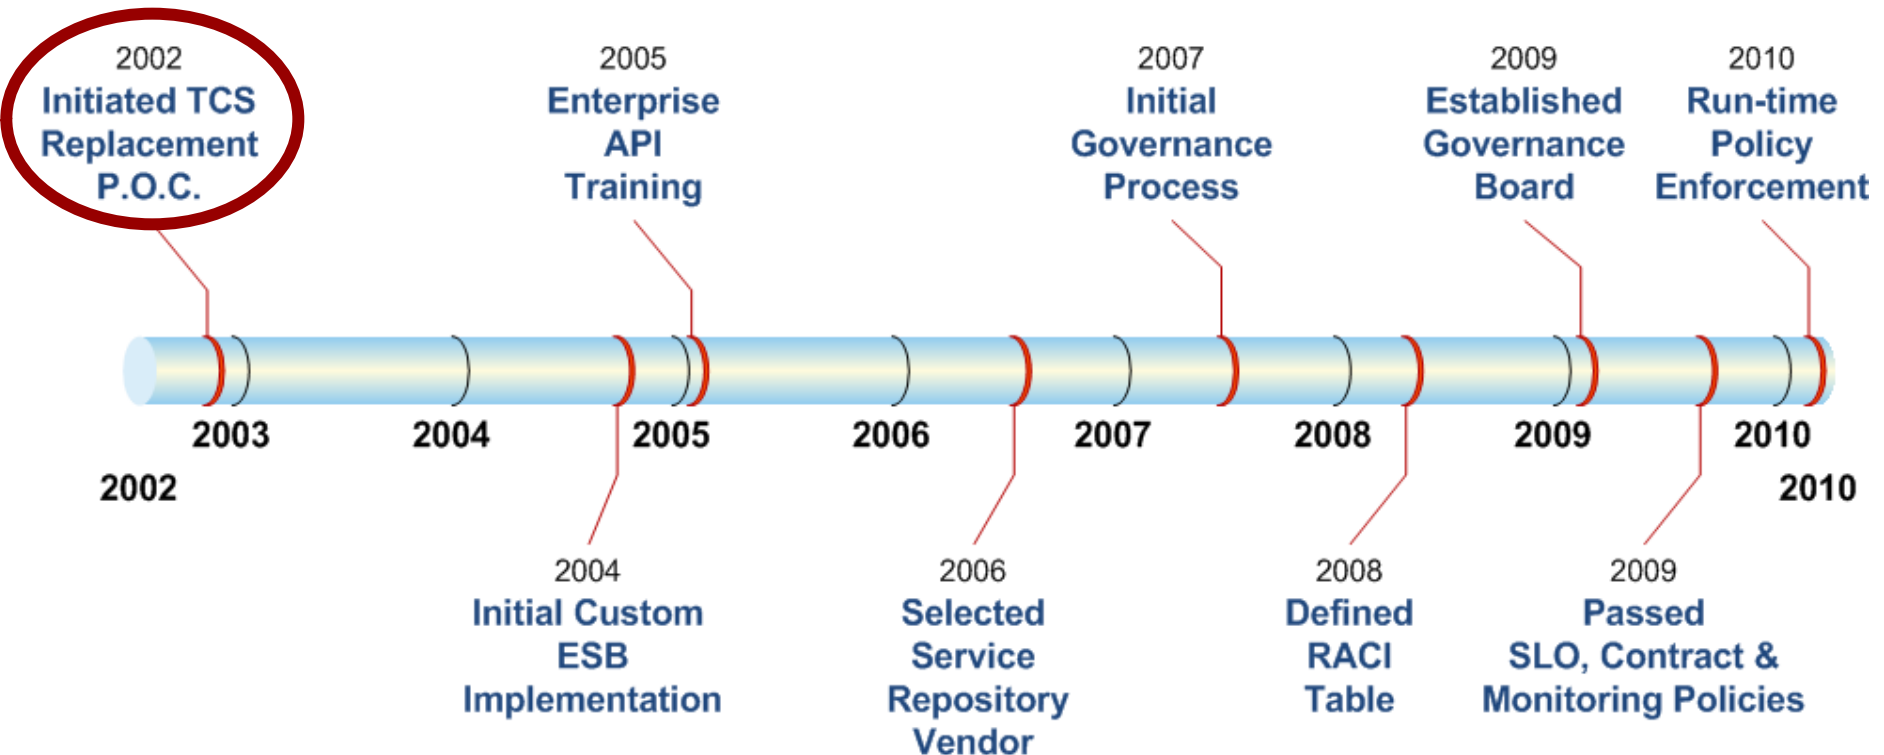 2002
Initiated TCS
Replacement
P.O.C.
2005
Enterprise
API
Training
2007
Initial
Governance
Process
2009
Established
Governance
Board
2010
Run-time
Policy
Enforcement
2003
2004
2005
2006
2007
2008
2009
2010
2002
2010
2004
Initial Custom
ESB
Implementation
2006
Selected
Service
Repository
Vendor
2008
Defined
RACI
Table
2009
Passed
SLO, Contract &
Monitoring Policies